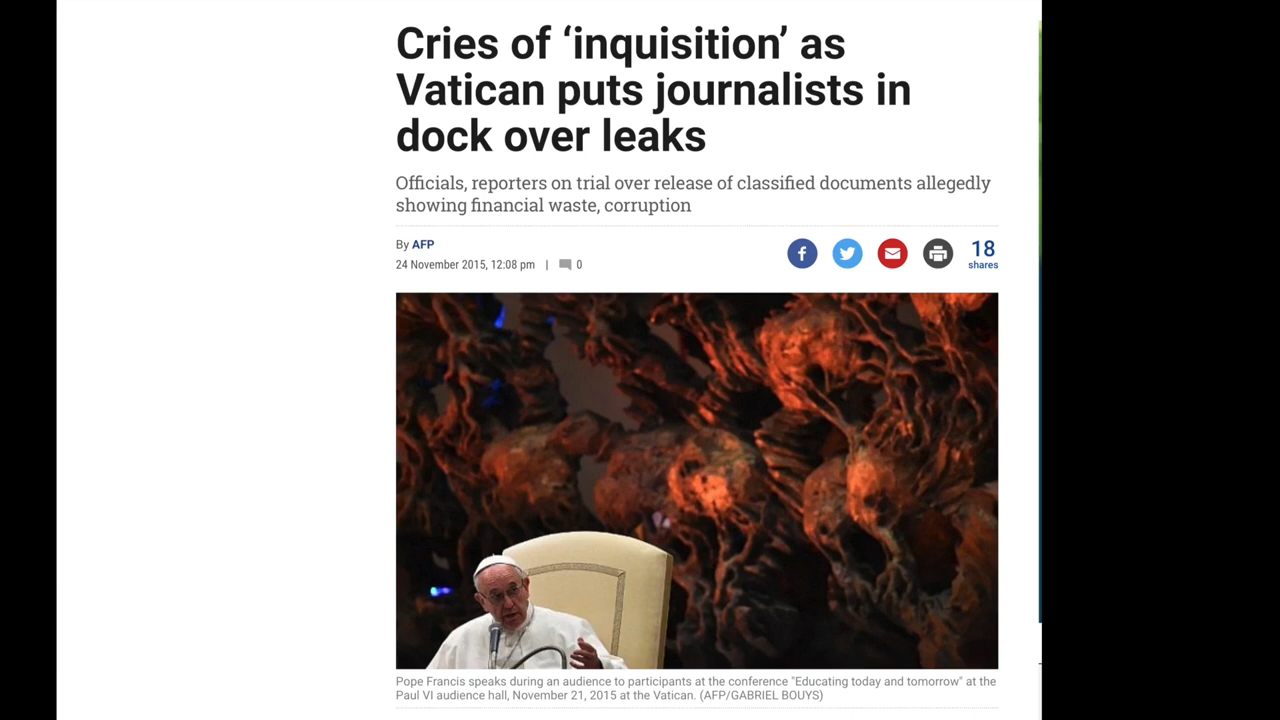 Cries of ‘inquisition’ as
Vatican puts journalists in
dock over leaks
Officials, reporters on trial over release of classified documents allegedly
showing financial waste, corruption
By AFP
24 November 2015, 12:08 pm | 0
18
shares
Pope Francis speaks during an audience to participants at the conference "Educating today and tomorrow" at the
Paul VI audience hall, November 21, 2015 at the Vatican. (AFP/GABRIEL BOUYS)